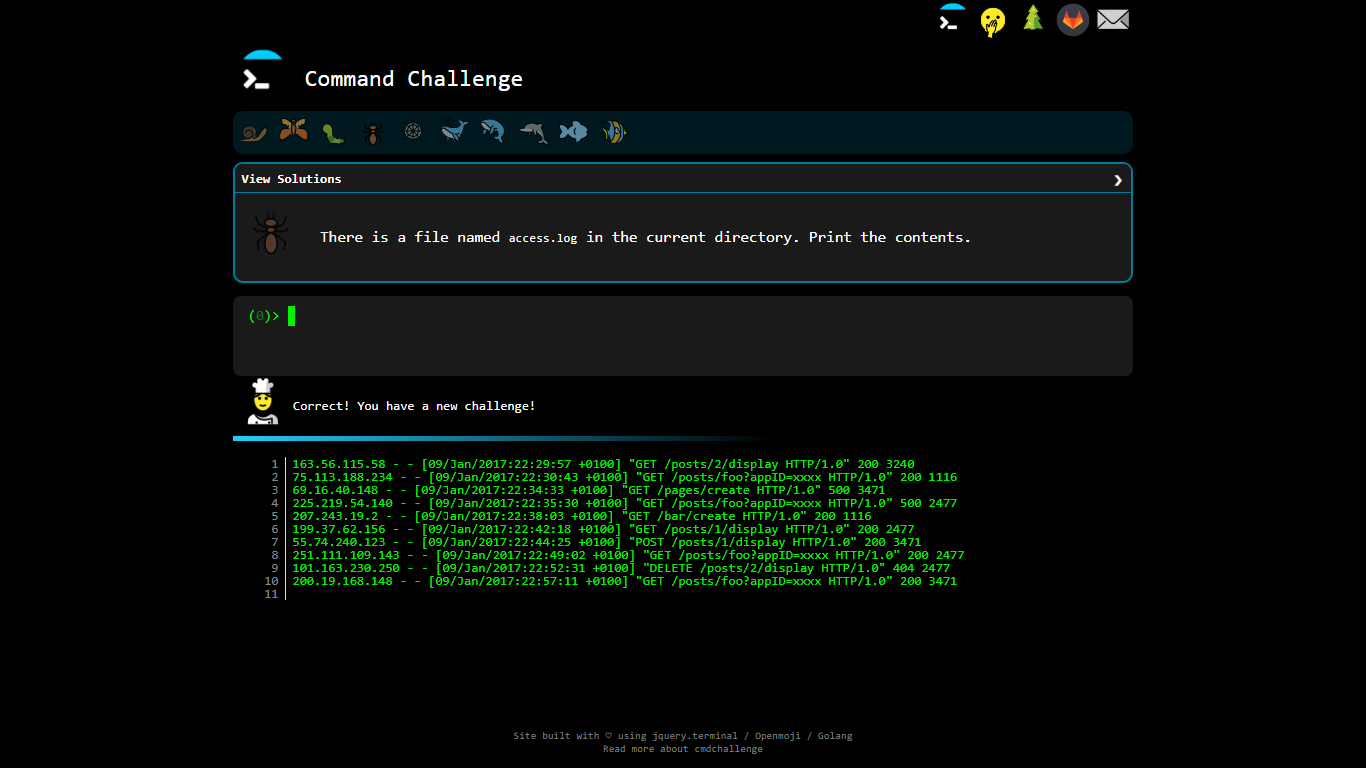 Command Challenge
View Solutions
There is a file named access.log in the current directory. Print the contents.
(0)>
Correct! You have a new challenge!
1 163.56.115.58 - - [09/Jan/2017:22:29:57 +0100] "GET /posts/2/display HTTP/1.0" 200 3240
2 75.113.188.234 - - [09/Jan/2017:22:30:43 +0100] "GET /posts/foo?appID=xxxx HTTP/1.0" 200 1116
3 69.16.40.148 - - [09/Jan/2017:22:34:33 +0100] "GET /pages/create HTTP/1.0" 500 3471
4 225.219.54.140 - - [09/Jan/2017:22:35:30 +0100] "GET /posts/foo?appID=xxxx HTTP/1.0" 500 2477
5 207.243.19.2 - - [09/Jan/2017:22:38:03 +0100] "GET /bar/create HTTP/1.0" 200 1116
6 199.37.62.156 - - [09/Jan/2017:22:42:18 +0100] "GET /posts/1/display HTTP/1.0" 200 2477
7 55.74.240.123 - - [09/Jan/2017:22:44:25 +0100] "POST /posts/1/display HTTP/1.0" 200 3471
8 251.111.109.143 - - [09/Jan/2017:22:49:02 +0100] "GET /posts/foo?appID=xxxx HTTP/1.0" 200 2477
9 101.163.230.250 - - [09/Jan/2017:22:52:31 +0100] "DELETE /posts/2/display HTTP/1.0" 404 2477
10 200.19.168.148 - - [09/Jan/2017:22:57:11 +0100] "GET /posts/foo?appID=xxxx HTTP/1.0" 200 3471
11
Site built with ♡ using jquery.terminal / Openmoji / Golang
Read more about cmdchallenge